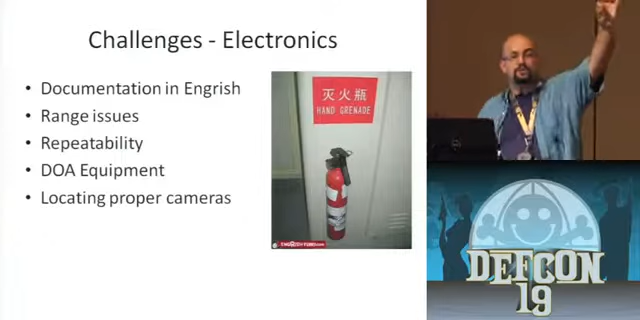 Challenges - Electronics
• Documentation in Engrish
• Range issues
• Repeatability
• DOA Equipment
• Locating proper cameras
灭火瓶
HAND GRENADE
DEFCON
19